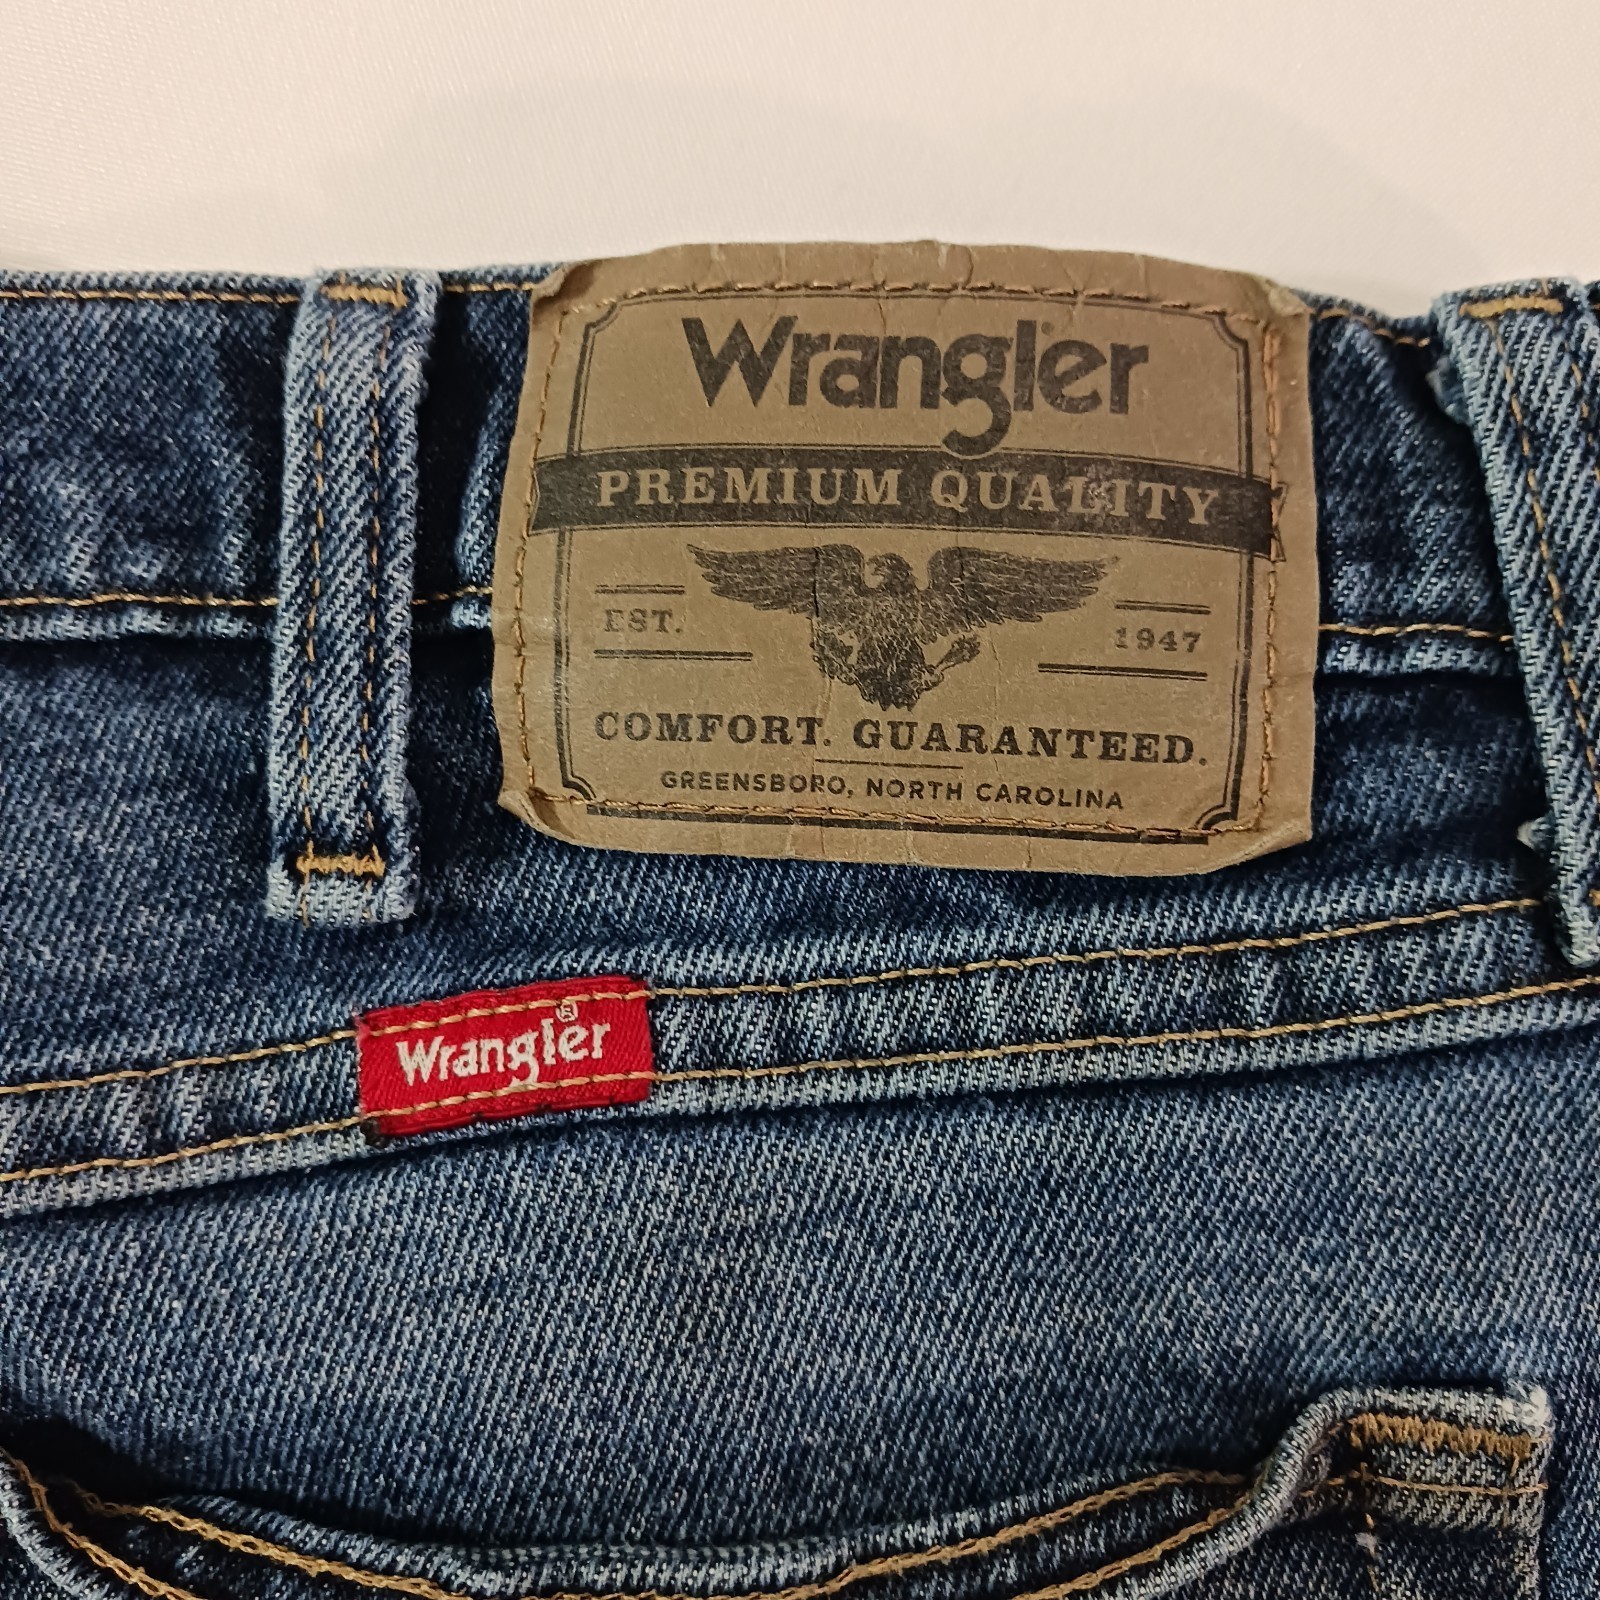 Wrangler
PREMIUM QUALITY
EST. 1947
COMFORT. GUARANTEED.
GREENSBORO, NORTH CAROLINA
Wrangler®